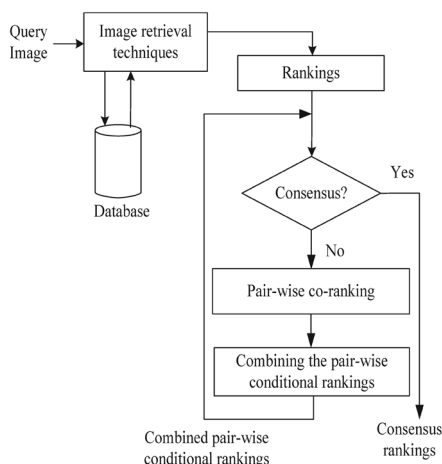 Query
Image
Image retrieval
techniques
Rankings
Database
Consensus?
Yes
No
Pair-wise co-ranking
Combining the pair-wise
conditional rankings
Combined pair-wise
conditional rankings
Consensus
rankings